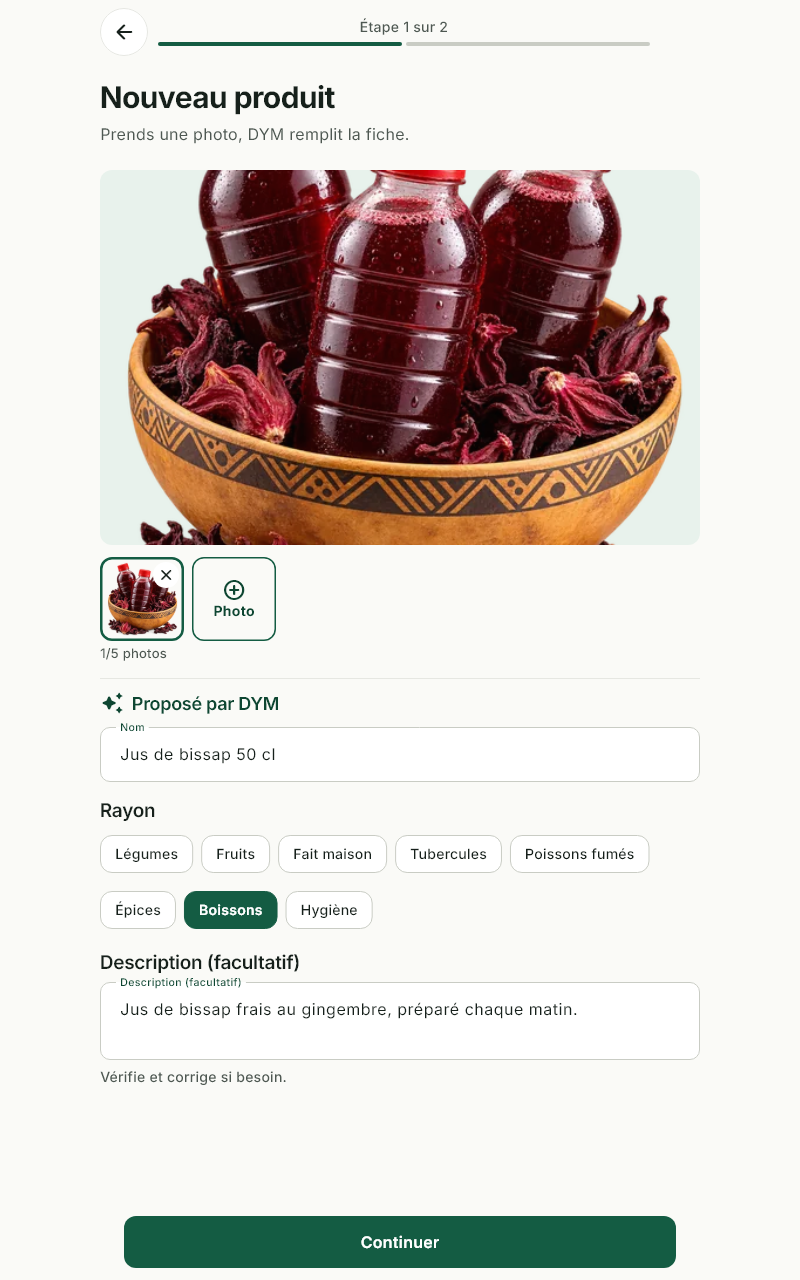 Étape 1 sur 2
Nouveau produit
Prends une photo, DYM remplit la fiche.
Photo
1/5 photos
Proposé par DYM
Nom
Jus de bissap 50 cl
Rayon
Légumes Fruits Fait maison Tubercules Poissons fumés
Épices Boissons Hygiène
Description (facultatif)
Description (facultatif)
Jus de bissap frais au gingembre, préparé chaque matin.
Vérifie et corrige si besoin.
Continuer